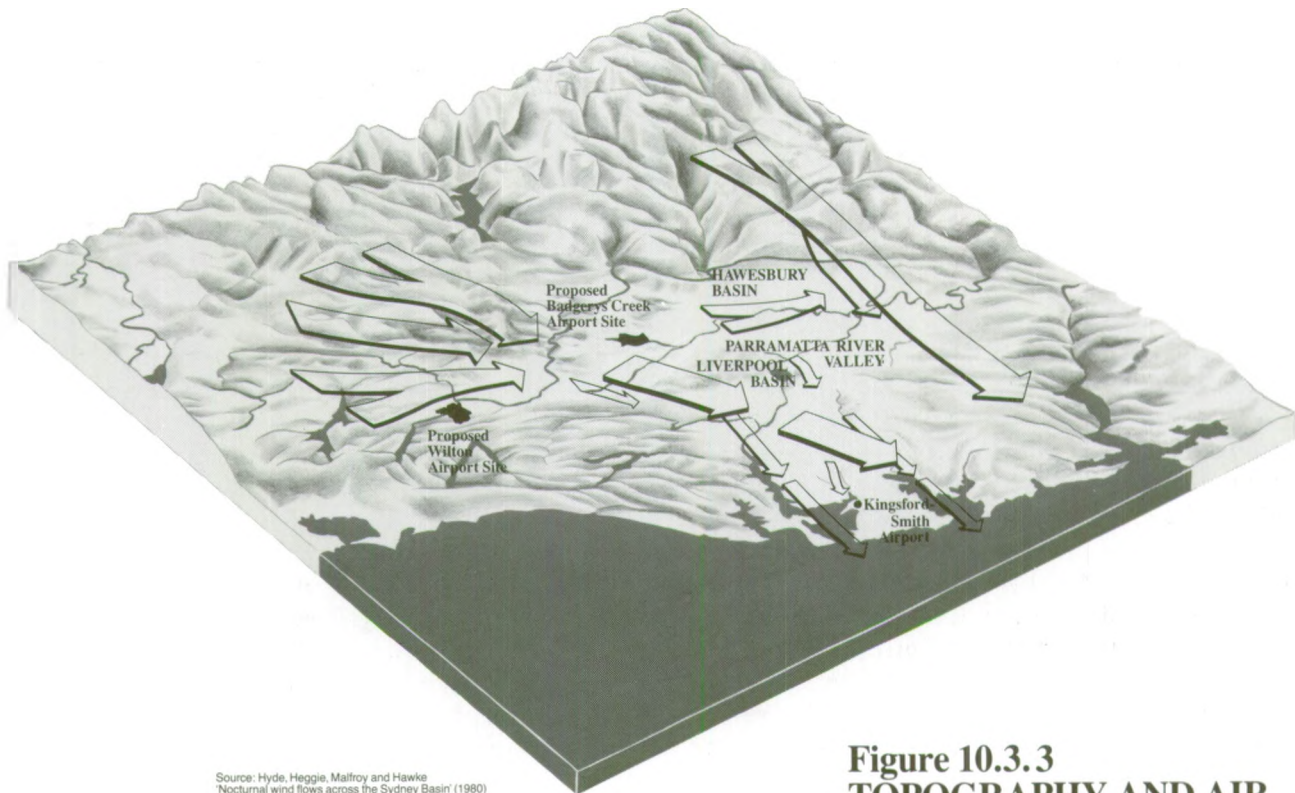 HAWESBURY
BASIN
Proposed
Badgerys Creek
Airport Site
PARRAMATTA RIVER
VALLEY
LIVERPOOL
BASIN
Proposed
Wilton
Airport Site
Kingsford-
Smith
Airport
Source: Hyde, Heggie, Malfroy and Hawke
'Nocturnal wind flows across the Sydney Basin' (1980)
Figure 10.3.3
TOPOGRAPHY AND AIR